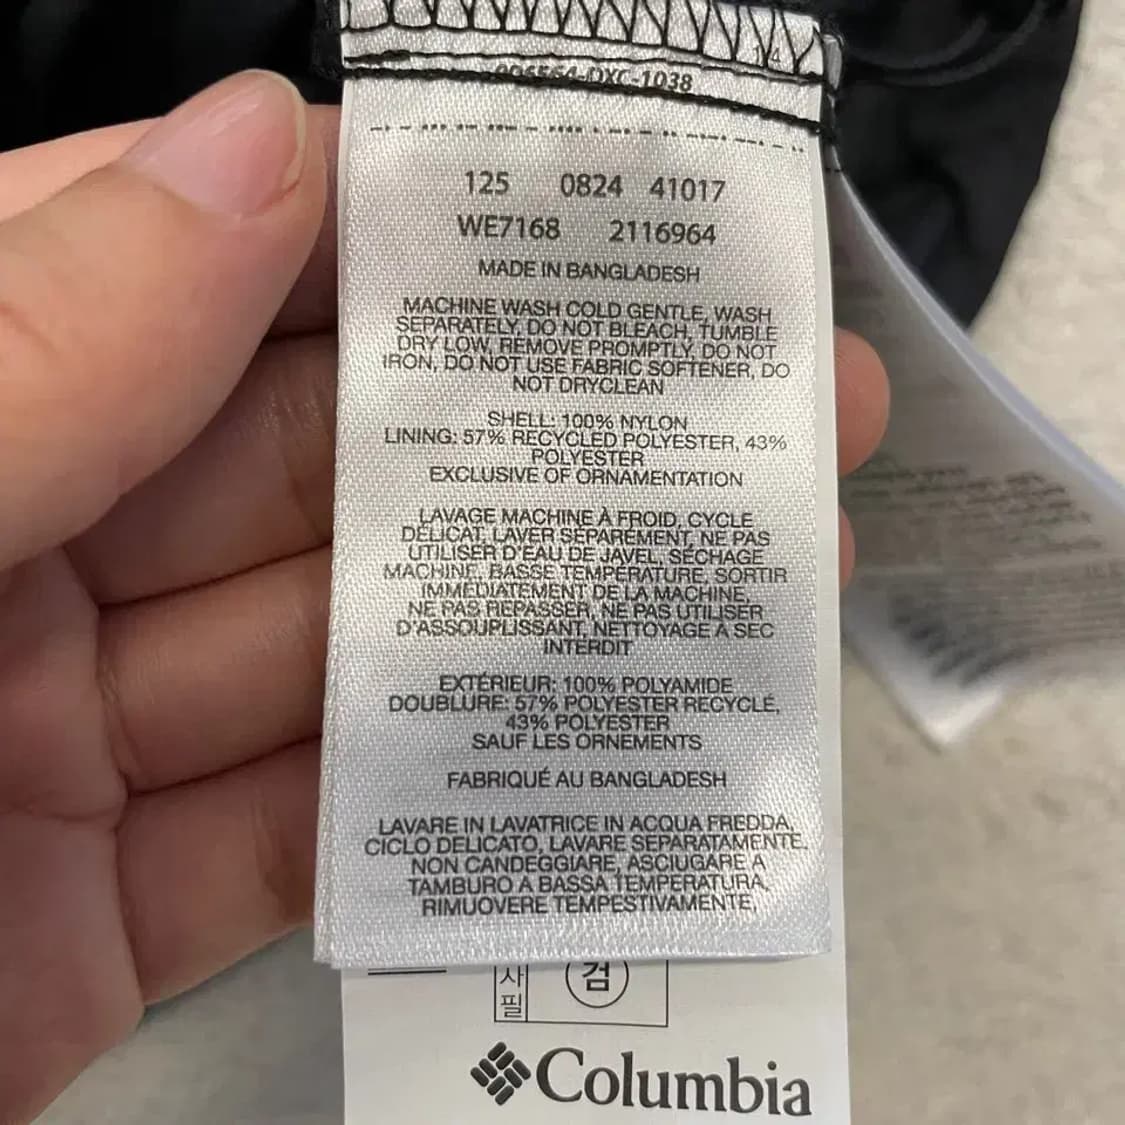 125 0824 41017
WE7168 2116964
MADE IN BANGLADESH
MACHINE WASH COLD GENTLE, WASH
SEPARATELY, DO NOT BLEACH, TUMBLE
DRY LOW, REMOVE PROMPTLY, DO NOT
IRON, DO NOT USE FABRIC SOFTENER, DO
NOT DRYCLEAN
SHELL: 100% NYLON
LINING: 57% RECYCLED POLYESTER, 43%
POLYESTER
EXCLUSIVE OF ORNAMENTATION
LAVAGE MACHINE À FROID, CYCLE
DÉLICAT, LAVER SÉPARÉMENT, NE PAS
UTILISER D'EAU DE JAVEL, SÉCHAGE
MACHINE, BASSE TEMPÉRATURE, SORTIR
IMMÉDIATEMENT DE LA MACHINE,
NE PAS REPASSER, NE PAS UTILISER
D'ASSOUPLISSANT, NETTOYAGE À SEC
INTERDIT
EXTÉRIEUR: 100% POLYAMIDE
DOUBLURE: 57% POLYESTER RECYCLÉ,
43% POLYESTER
SAUF LES ORNEMENTS
FABRIQUÉ AU BANGLADESH
LAVARE IN LAVATRICE IN ACQUA FREDDA,
CICLO DELICATO, LAVARE SEPARATAMENTE,
NON CANDEGGIARE, ASCIUGARE A
TAMBURO A BASSA TEMPERATURA,
RIMUOVERE TEMPESTIVAMENTE,
사 검
필
Columbia